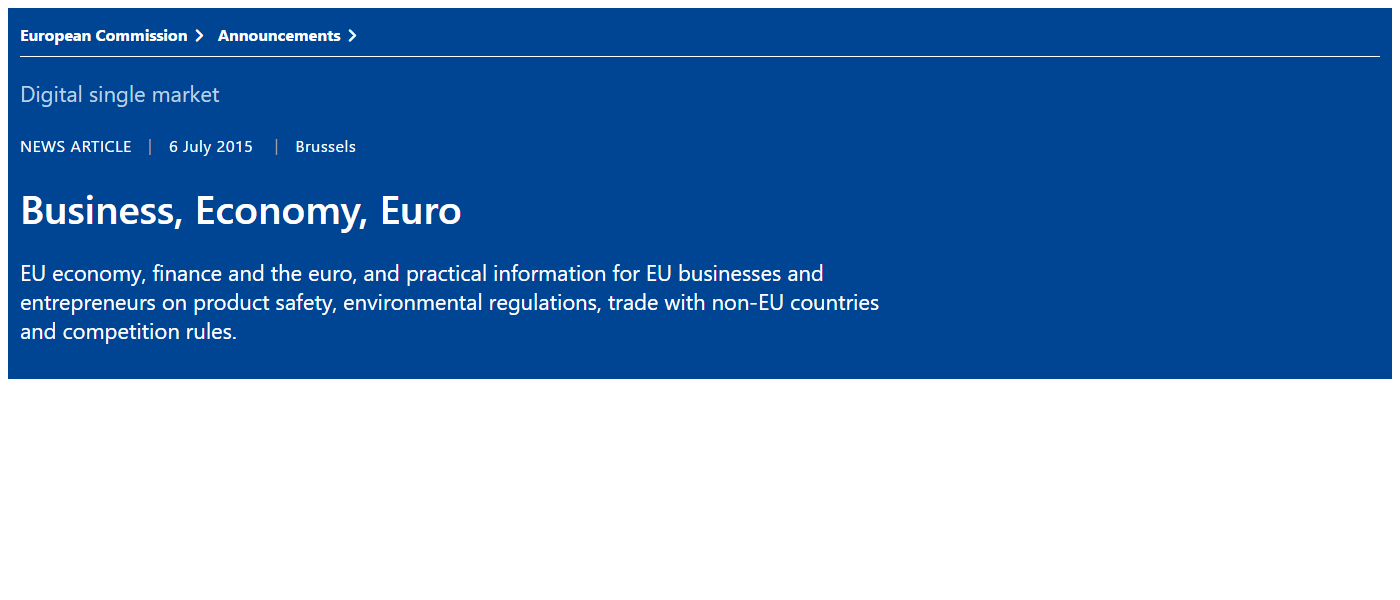 European Commission Announcements
Digital single market
NEWS ARTICLE | 6 July 2015 | Brussels
Business, Economy, Euro
EU economy, finance and the euro, and practical information for EU businesses and
entrepreneurs on product safety, environmental regulations, trade with non-EU countries
and competition rules.